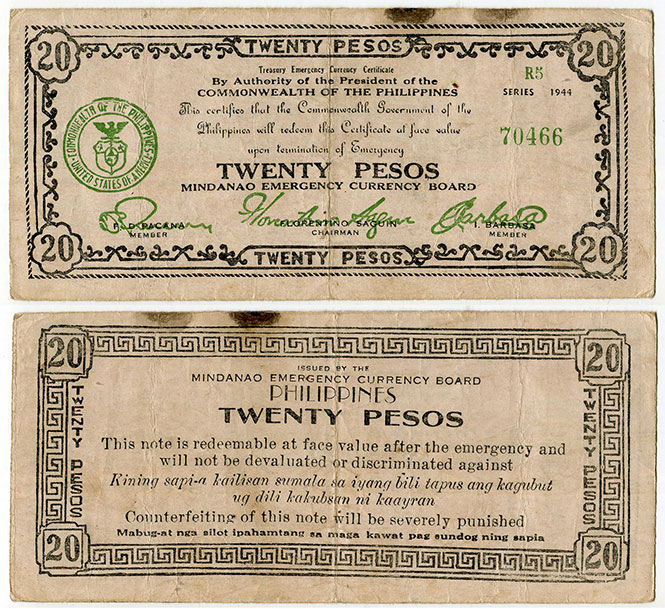 20 TWENTY PESOS 20
Treasury Emergency Currency Certificate
By Authority of the President of the
COMMONWEALTH OF THE PHILIPPINES
R5
SERIES 1944
This certifies that the Commonwealth Government of the
Philippines will redeem this Certificate at face value
upon termination of Emergency
70466
COMMONWEALTH OF THE PHILIPPINES
UNITED STATES OF AMERICA
TWENTY PESOS
MINDANAO EMERGENCY CURRENCY BOARD
F. D. PACANA
MEMBER
FLORENTINO SAGUIN
CHAIRMAN
I. BARBASA
MEMBER
20 TWENTY PESOS 20
20 20
ISSUED BY THE
MINDANAO EMERGENCY CURRENCY BOARD
PHILIPPINES
TWENTY PESOS
TWENTY PESOS
TWENTY PESOS
This note is redeemable at face value after the emergency and
will not be devaluated or discriminated against
Kining sapi-a kailisan sumala sa iyang bili tapus ang kagubut
ug dili kakubsan ni kaayran
Counterfeiting of this note will be severely punished
Mabug-at nga silot ipahamtang sa maga kawat pag sundog ning sapia
20 20